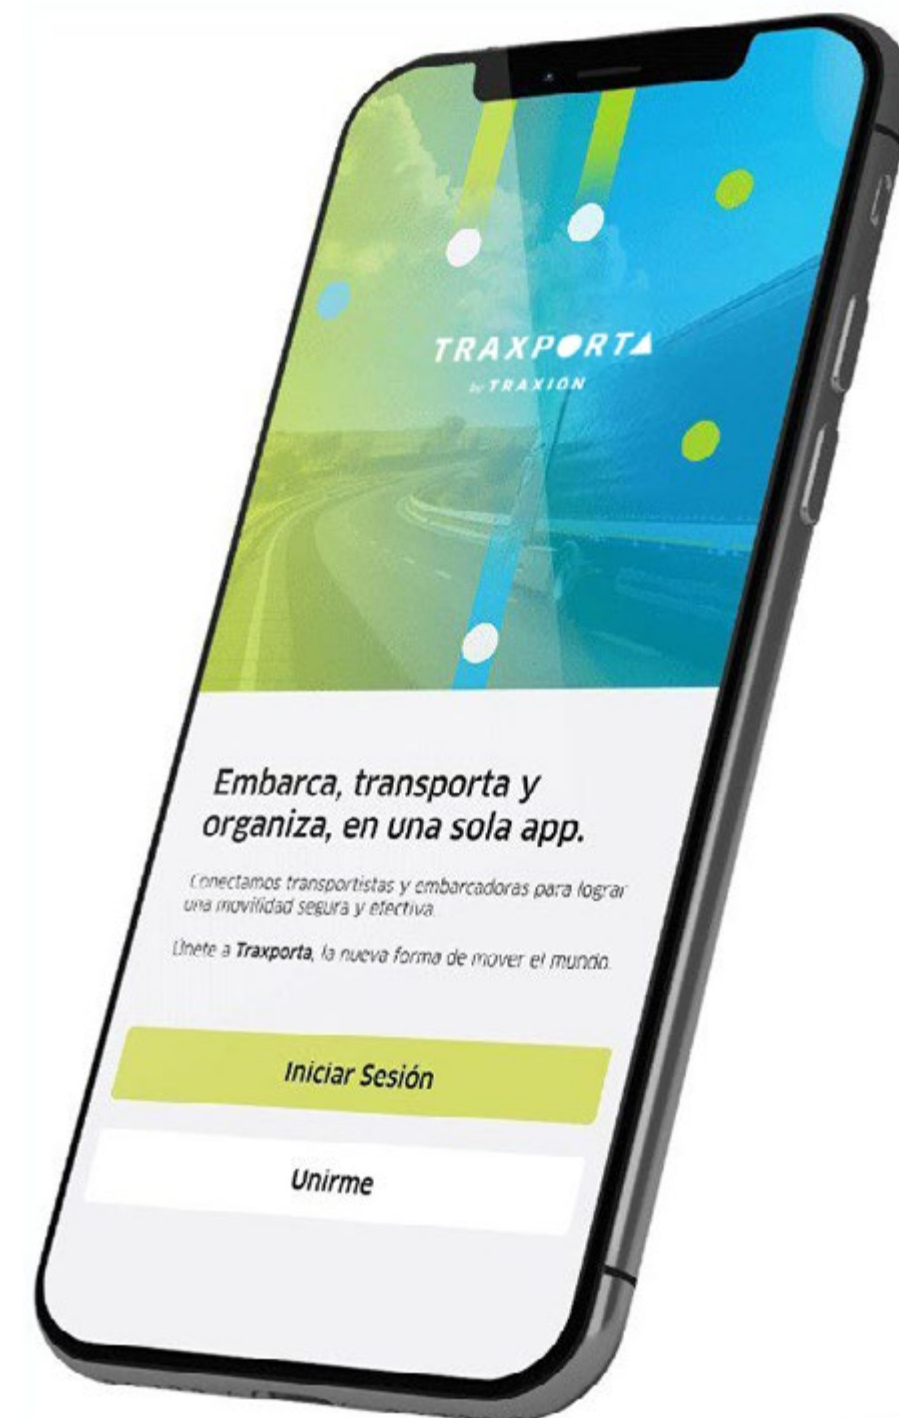 TRAXPORTA
by TRAXIÓN
Embarca, transporta y
organiza, en una sola app.
Conectamos transportistas y embarcadoras para lograr
una movilidad segura y efectiva.
Únete a Traxporta, la nueva forma de mover el mundo.
Iniciar Sesión
Unirme